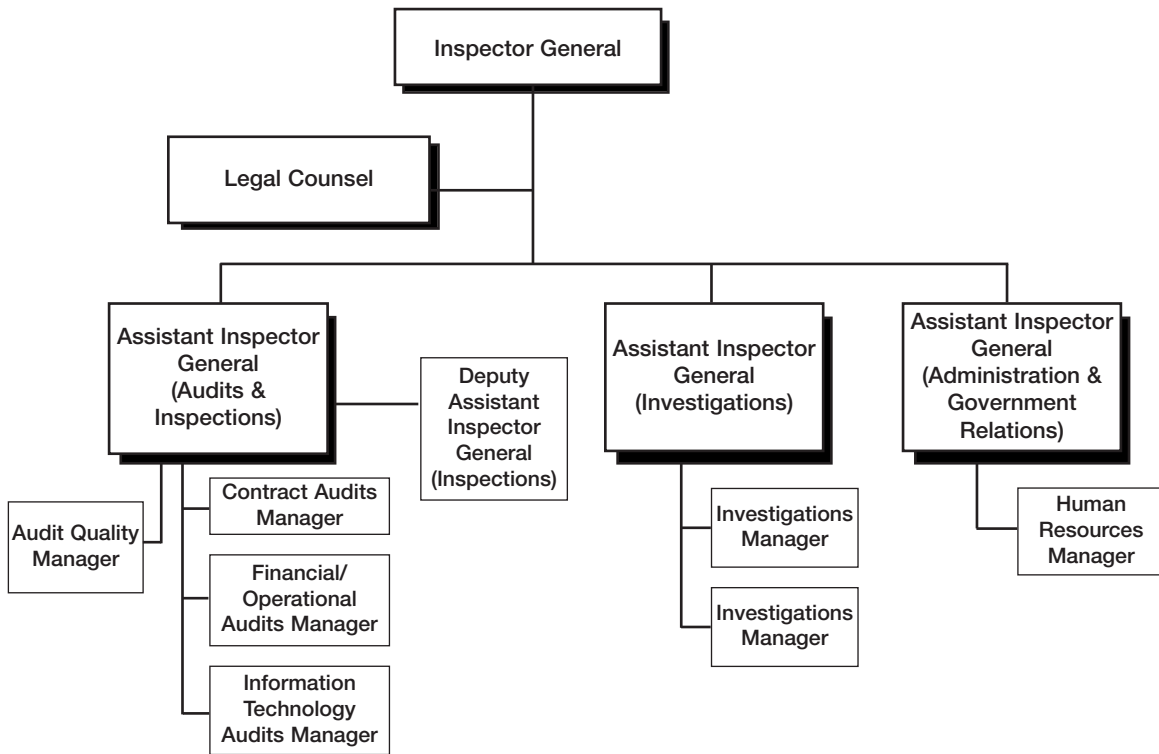 Inspector General
Legal Counsel
Assistant Inspector
General
(Audits &
Inspections)
Deputy
Assistant
Inspector
General
(Inspections)
Assistant Inspector
General
(Investigations)
Assistant Inspector
General
(Administration &
Government
Relations)
Audit Quality
Manager
Contract Audits
Manager
Financial/
Operational
Audits Manager
Information
Technology
Audits Manager
Investigations
Manager
Investigations
Manager
Human
Resources
Manager